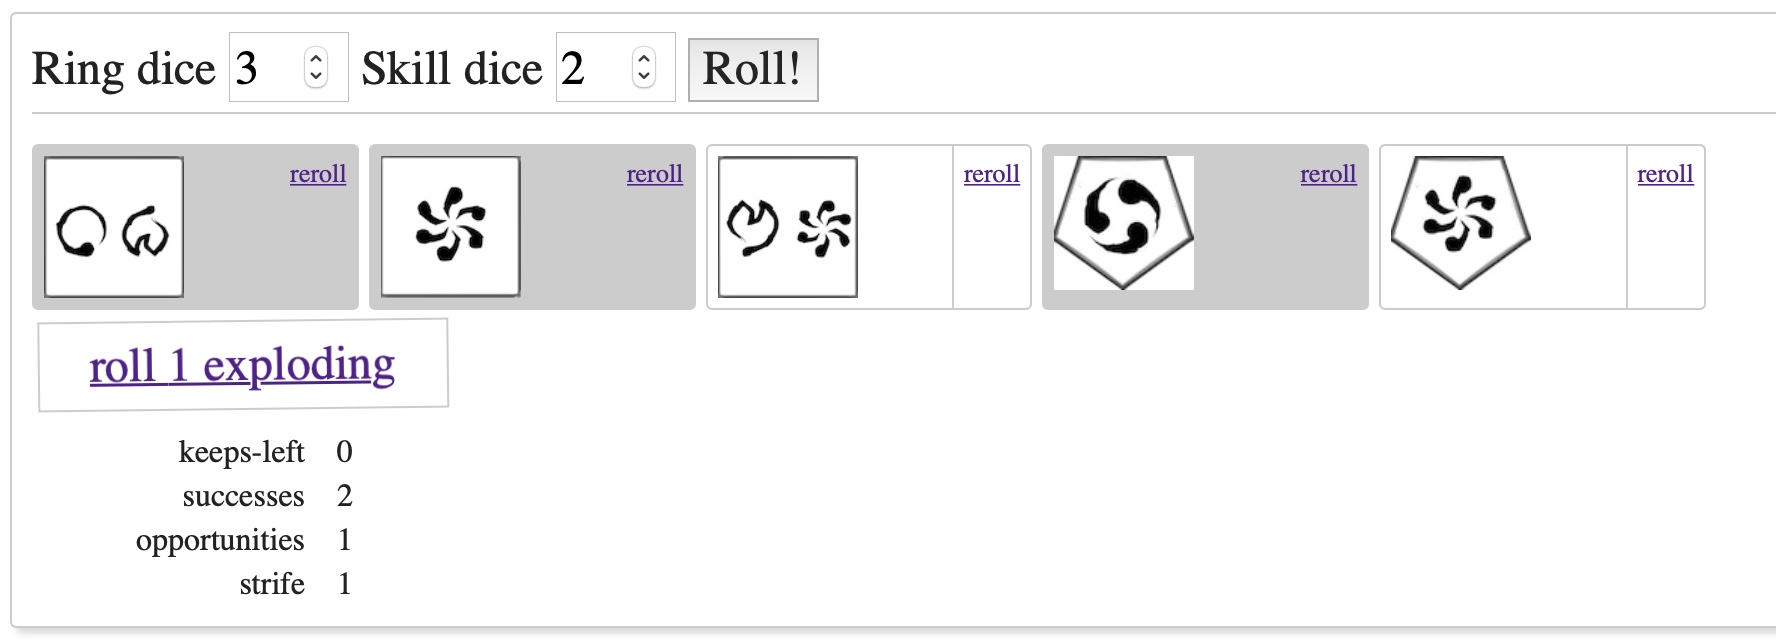 Ring dice 3 Skill dice 2 Roll!
reroll reroll reroll reroll reroll
roll 1 exploding
keeps-left 0
successes 2
opportunities 1
strife 1